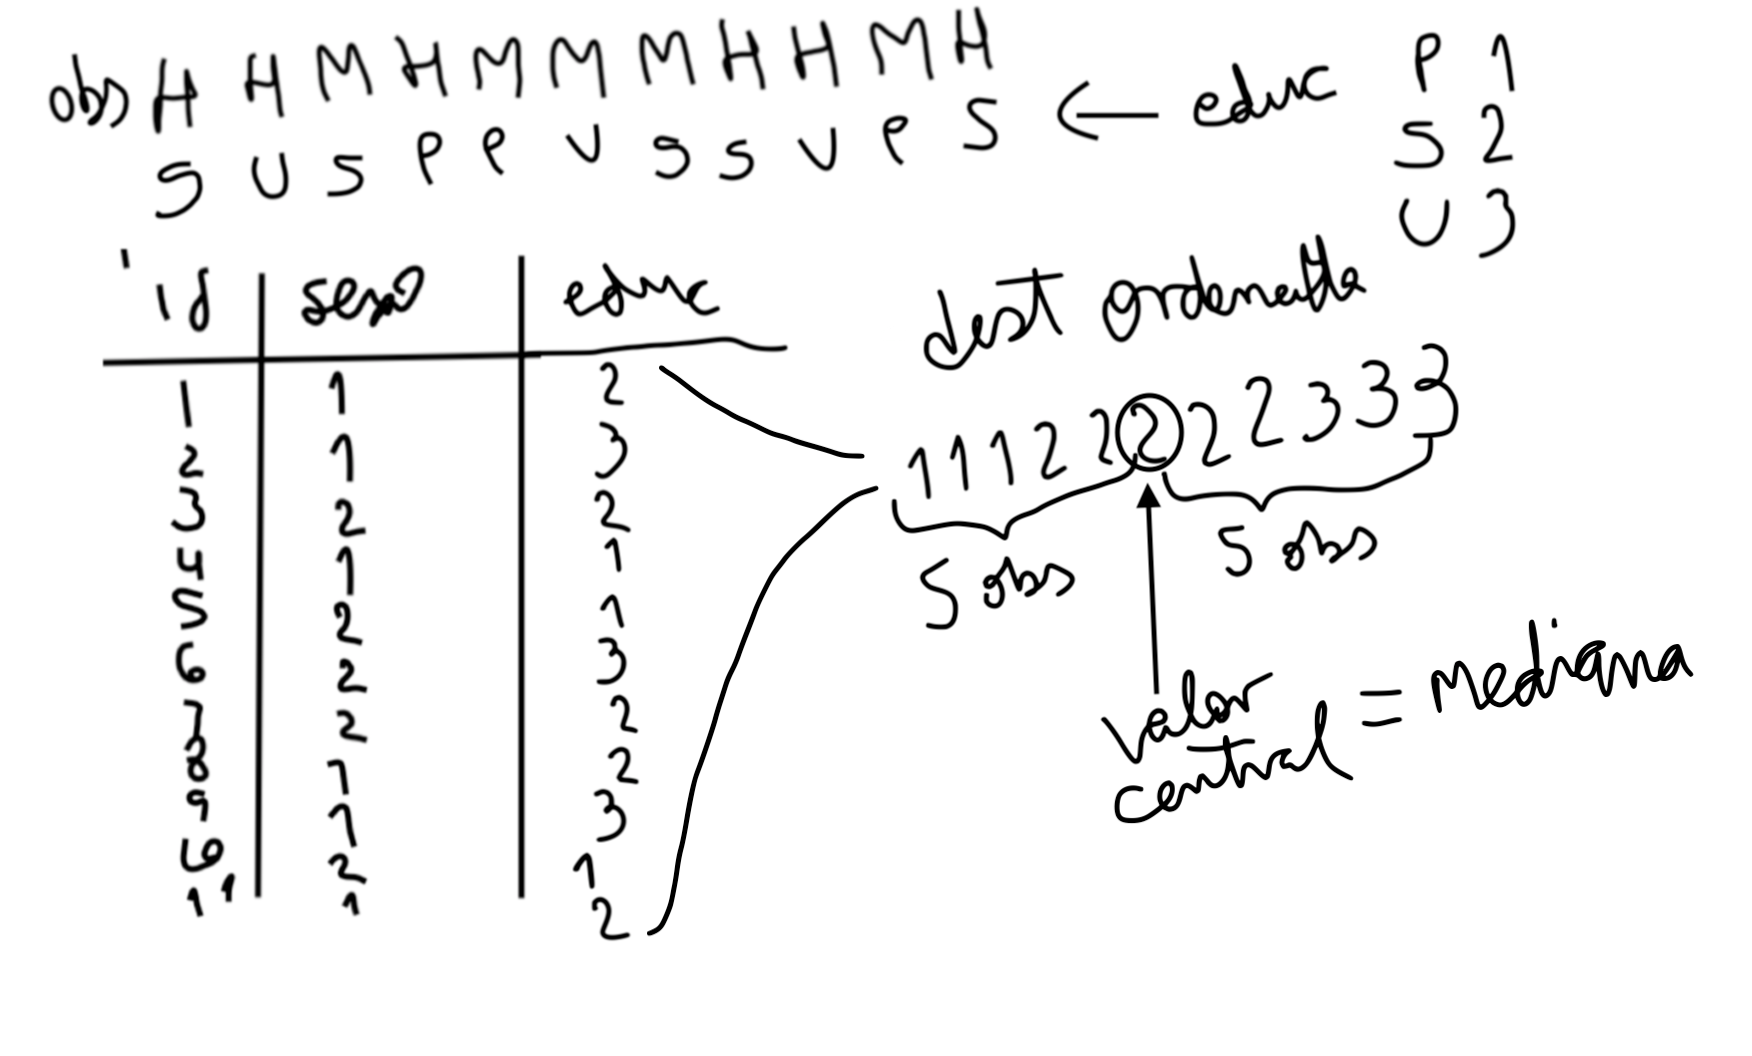 obs H H M H M M M H H M H
S U S P P U S S U P S ← educ
P 1
S 2
U 3
id sexo educ
1 1 2
2 1 3
3 2 2
4 1 1
5 2 1
6 2 3
7 2 2
8 1 2
9 1 3
10 2 1
11 1 2
dest ordenable
1 1 1 2 2 2 2 2 3 3 3
5 obs 5 obs
valor
central = mediana